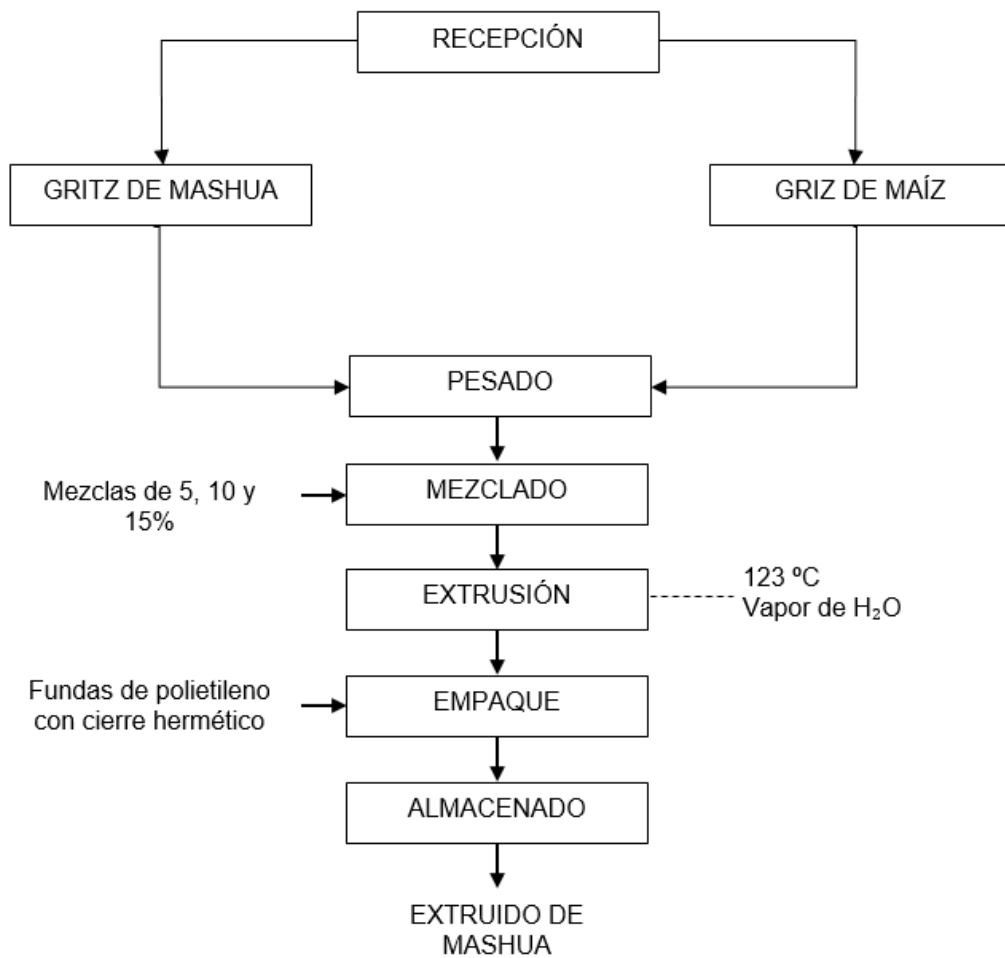 RECEPCIÓN
GRITZ DE MASHUA
GRIZ DE MAÍZ
PESADO
Mezclas de 5, 10 y
15%
MEZCLADO
EXTRUSIÓN
123 ºC
Vapor de H₂O
Fundas de polietileno
con cierre hermético
EMPAQUE
ALMACENADO
EXTRUIDO DE
MASHUA